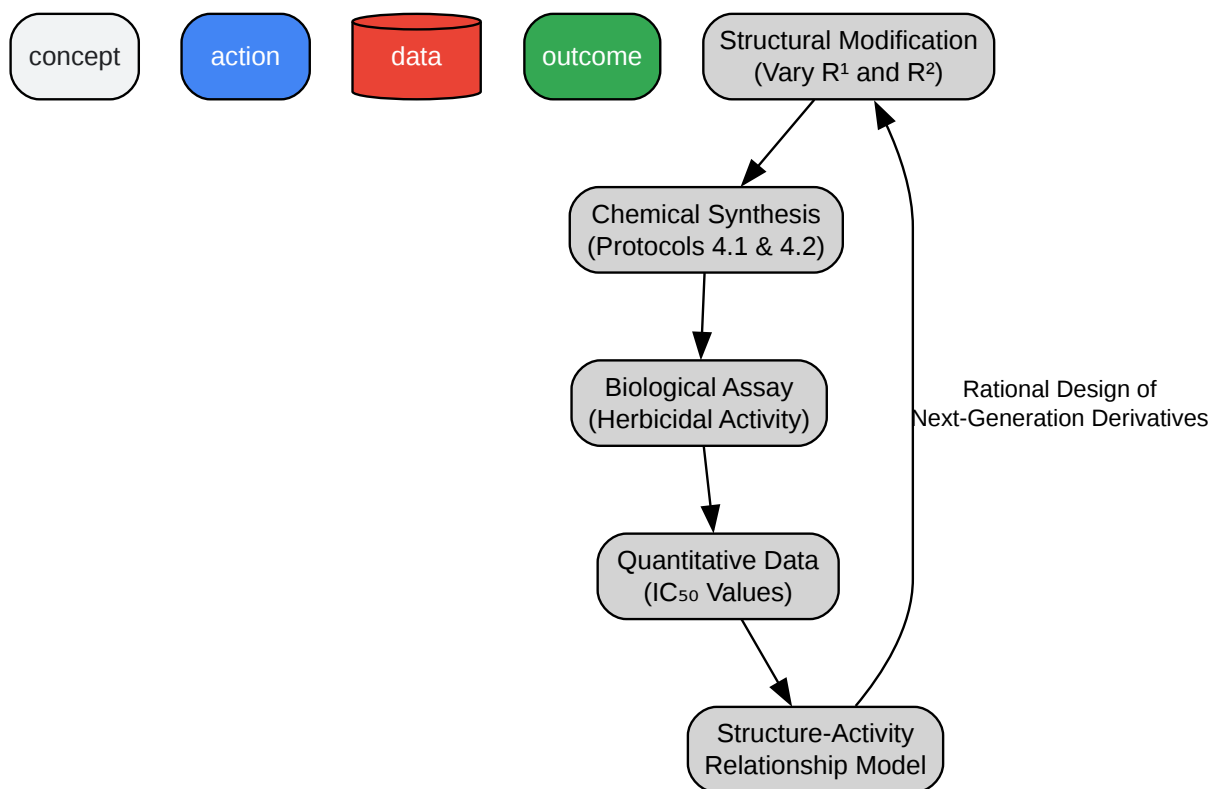 concept
action
data
outcome
Structural Modification
(Vary R¹ and R²)
Chemical Synthesis
(Protocols 4.1 & 4.2)
Biological Assay
(Herbicidal Activity)
Rational Design of
Next-Generation Derivatives
Quantitative Data
(IC₅₀ Values)
Structure-Activity
Relationship Model